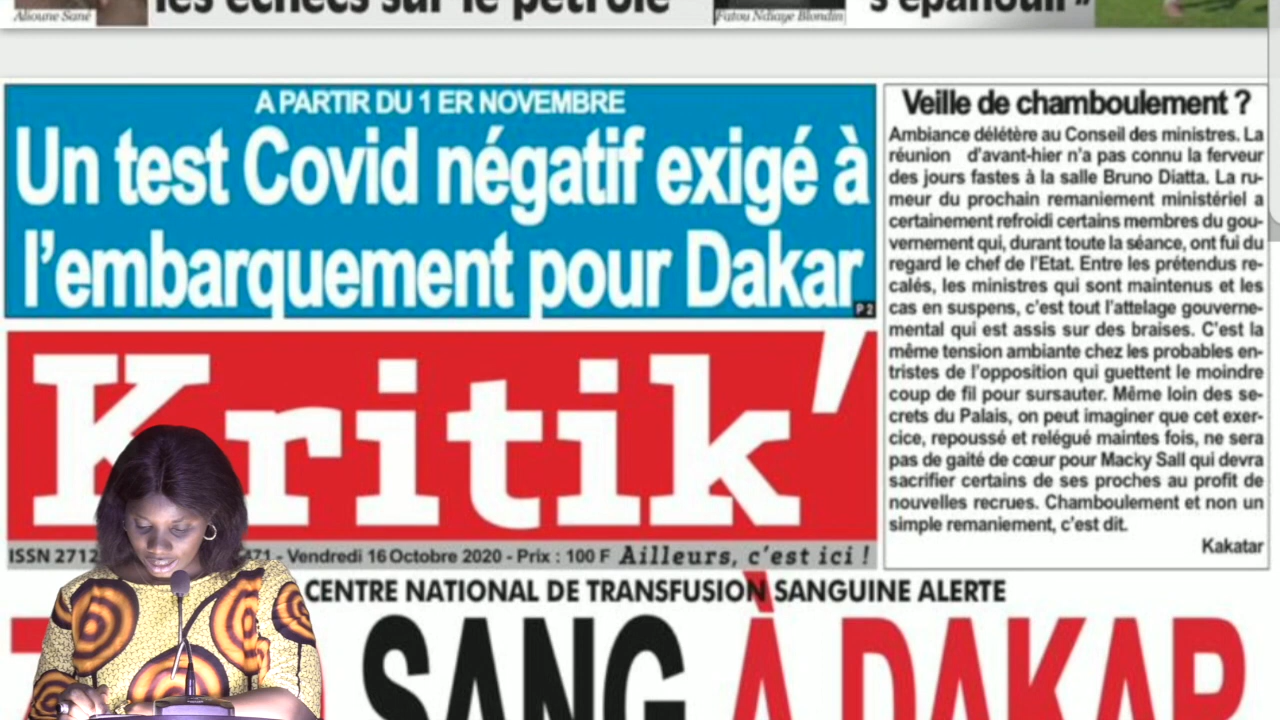 Alioune Sané
les échecs sur le pétrole
Fatou Ndiaye Blondin
s'épanouir »
A PARTIR DU 1 ER NOVEMBRE
Un test Covid négatif exigé à
l'embarquement pour Dakar
P 2
Kritik'
ISSN 2712
471 - Vendredi 16 Octobre 2020 - Prix : 100 F Ailleurs, c'est ici !
Veille de chamboulement ?
Ambiance délétère au Conseil des ministres. La
réunion d'avant-hier n'a pas connu la ferveur
des jours fastes à la salle Bruno Diatta. La ru-
meur du prochain remaniement ministériel a
certainement refroidi certains membres du gou-
vernement qui, durant toute la séance, ont fui du
regard le chef de l'Etat. Entre les prétendus re-
calés, les ministres qui sont maintenus et les
cas en suspens, c'est tout l'attelage gouverne-
mental qui est assis sur des braises. C'est la
même tension ambiante chez les probables en-
tristes de l'opposition qui guettent le moindre
coup de fil pour sursauter. Même loin des se-
crets du Palais, on peut imaginer que cet exer-
cice, repoussé et relégué maintes fois, ne sera
pas de gaité de cœur pour Macky Sall qui devra
sacrifier certains de ses proches au profit de
nouvelles recrues. Chamboulement et non un
simple remaniement, c'est dit.
Kakatar
CENTRE NATIONAL DE TRANSFUSION SANGUINE ALERTE
SANG À DAKAR